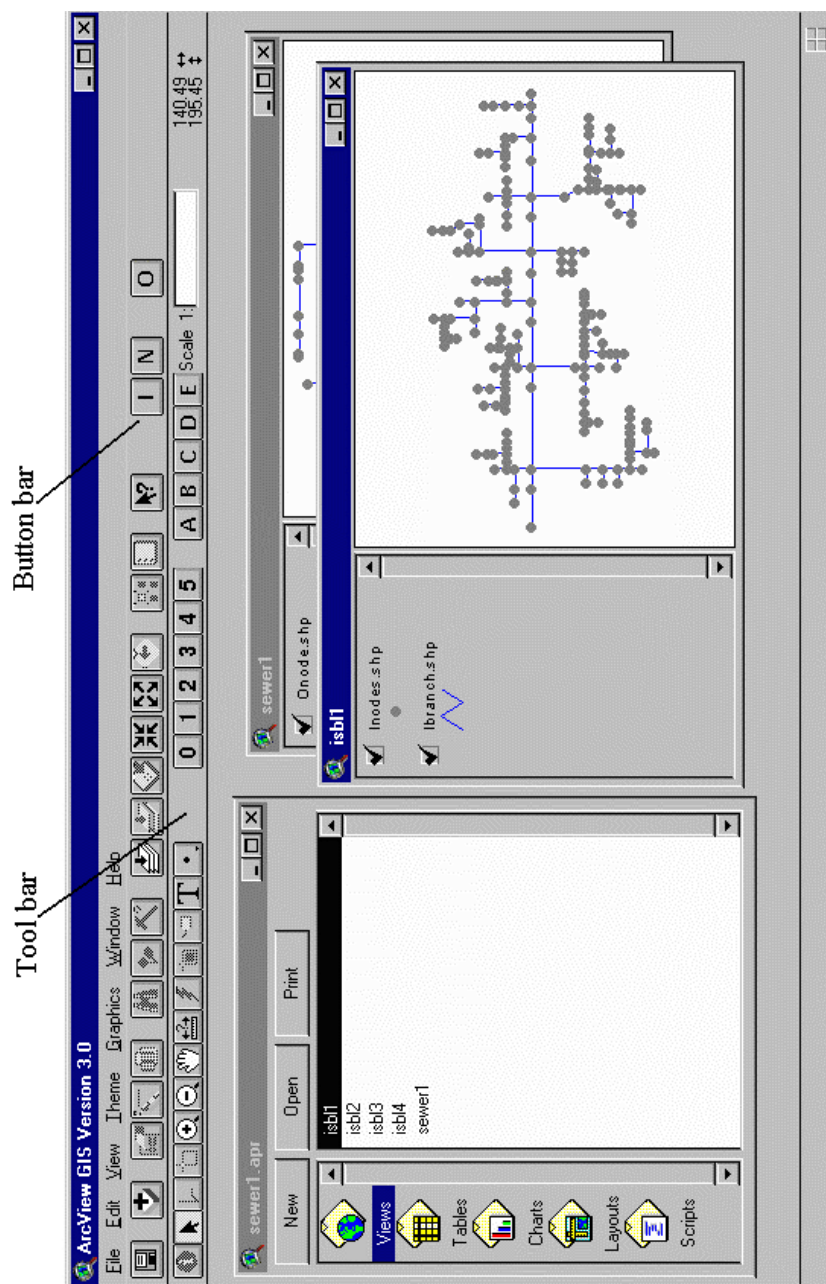 Tool bar
Button bar
ArcView GIS Version 3.0
File Edit View Theme Graphics Window Help
I N O
0 1 2 3 4 5 A B C D E Scale 1: 140.49
195.45
T
sewer1.apr
New Open Print
Views
Tables
Charts
Layouts
Scripts
isbl1
isbl2
isbl3
isbl4
sewer1
sewer1
Onode.shp
isbl1
Inodes.shp
Ibranch.shp